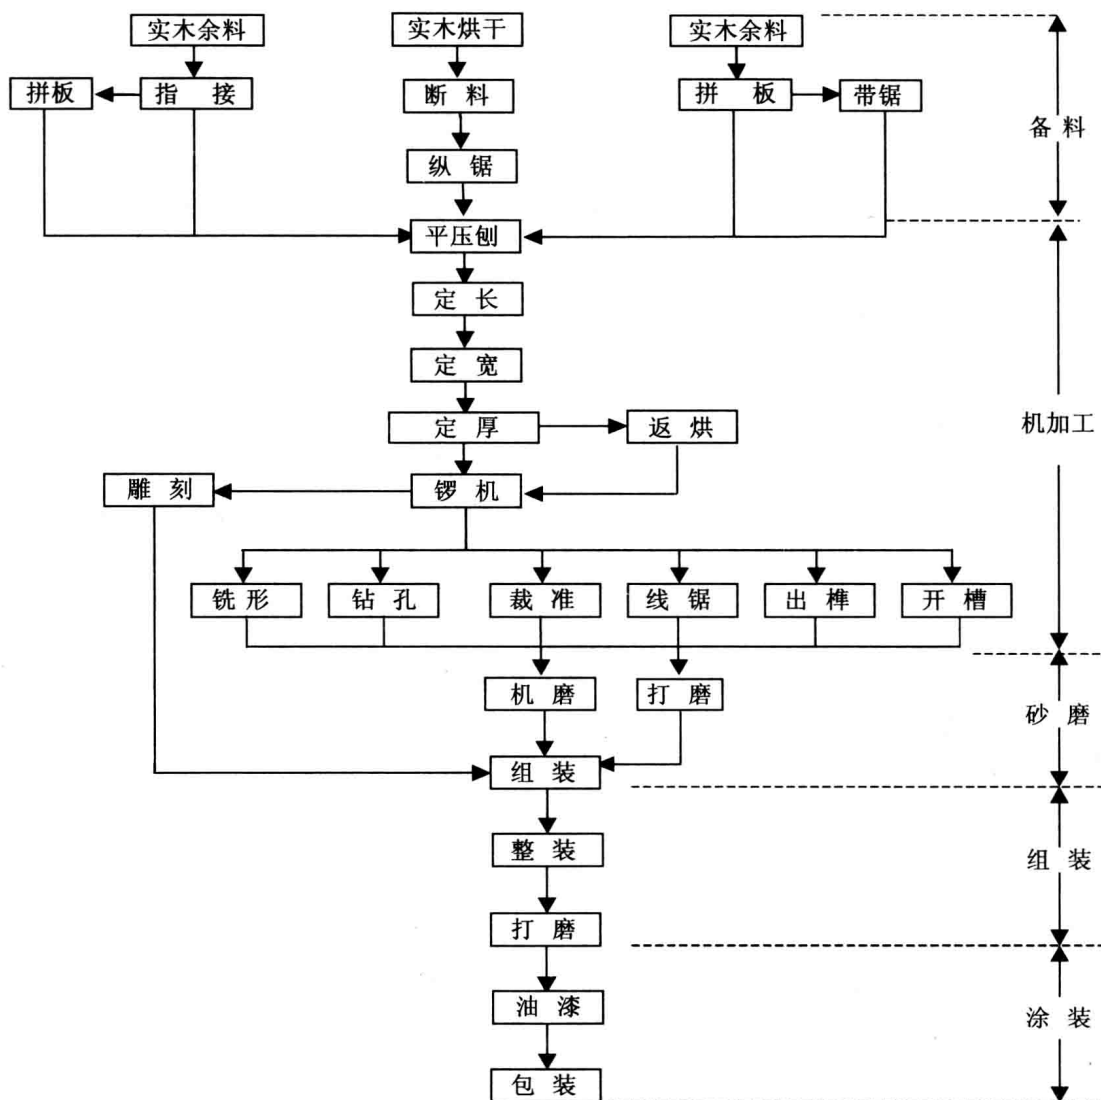 实木余料 实木烘干 实木余料
拼板 指接 断料 拼板 带锯
备料
纵锯
平压刨
定长
定宽
定厚 返烘
机加工
雕刻 锣机
铣形 钻孔 裁准 线锯 出榫 开槽
机磨 打磨
砂磨
组装
整装
组装
打磨
油漆
涂装
包装